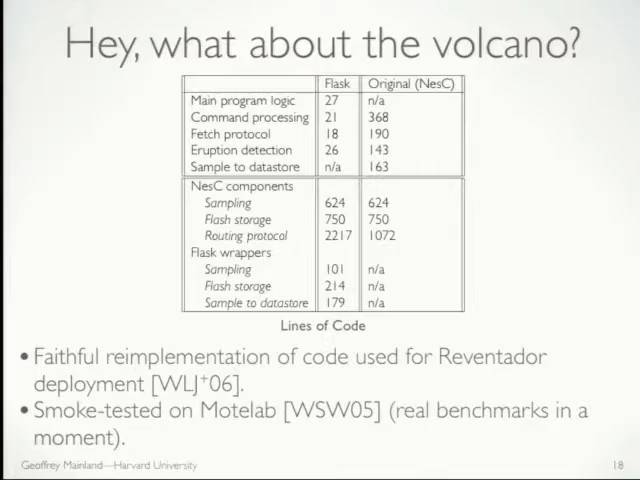 Hey, what about the volcano?
Flask Original (NesC)
Main program logic 27 n/a
Command processing 21 368
Fetch protocol 18 190
Eruption detection 26 143
Sample to datastore n/a 163
NesC components
Sampling 624 624
Flash storage 750 750
Routing protocol 2217 1072
Flask wrappers
Sampling 101 n/a
Flash storage 214 n/a
Sample to datastore 179 n/a
Lines of Code
• Faithful reimplementation of code used for Reventador
deployment [WLJ+06].
• Smoke-tested on Motelab [WSW05] (real benchmarks in a
moment).
Geoffrey Mainland—Harvard University 18